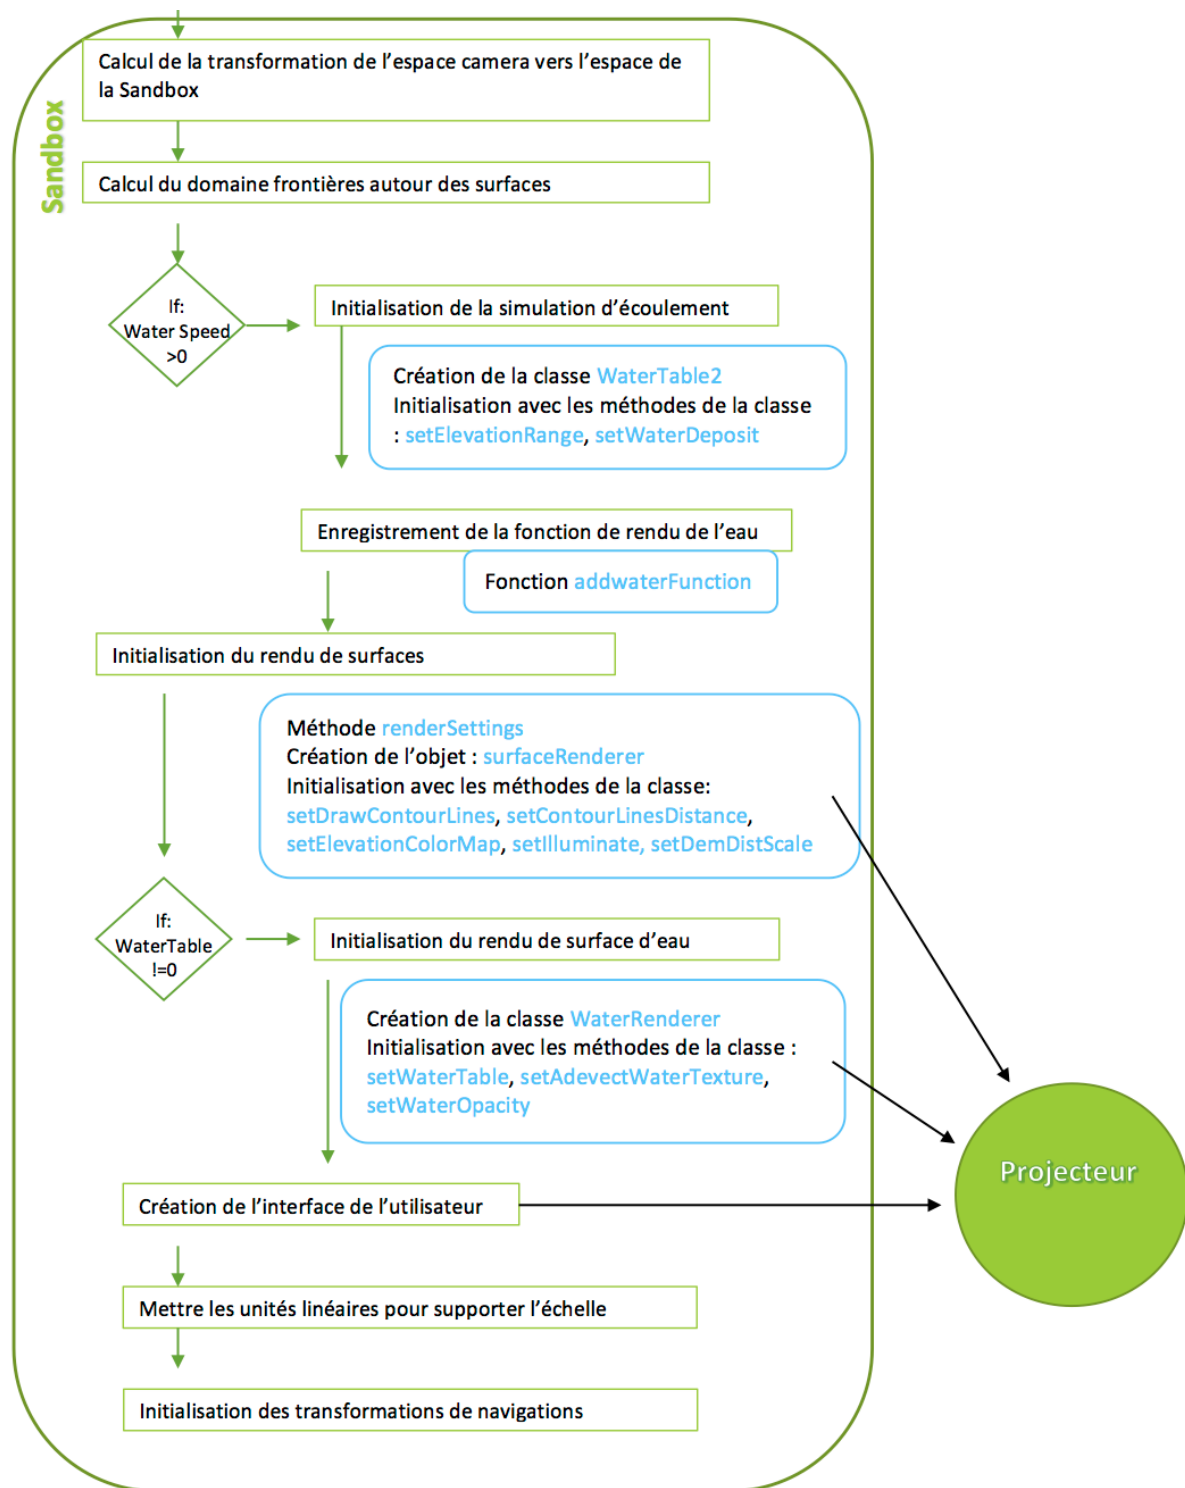 Sandbox
Calcul de la transformation de l’espace camera vers l’espace de
la Sandbox
Calcul du domaine frontières autour des surfaces
If:
Water Speed
>0
Initialisation de la simulation d’écoulement
Création de la classe WaterTable2
Initialisation avec les méthodes de la classe
: setElevationRange, setWaterDeposit
Enregistrement de la fonction de rendu de l’eau
Fonction addwaterFunction
Initialisation du rendu de surfaces
Méthode renderSettings
Création de l’objet : surfaceRenderer
Initialisation avec les méthodes de la classe:
setDrawContourLines, setContourLinesDistance,
setElevationColorMap, setIlluminate, setDemDistScale
If:
WaterTable
!=0
Initialisation du rendu de surface d’eau
Création de la classe WaterRenderer
Initialisation avec les méthodes de la classe :
setWaterTable, setAdevectWaterTexture,
setWaterOpacity
Projecteur
Création de l’interface de l’utilisateur
Mettre les unités linéaires pour supporter l’échelle
Initialisation des transformations de navigations